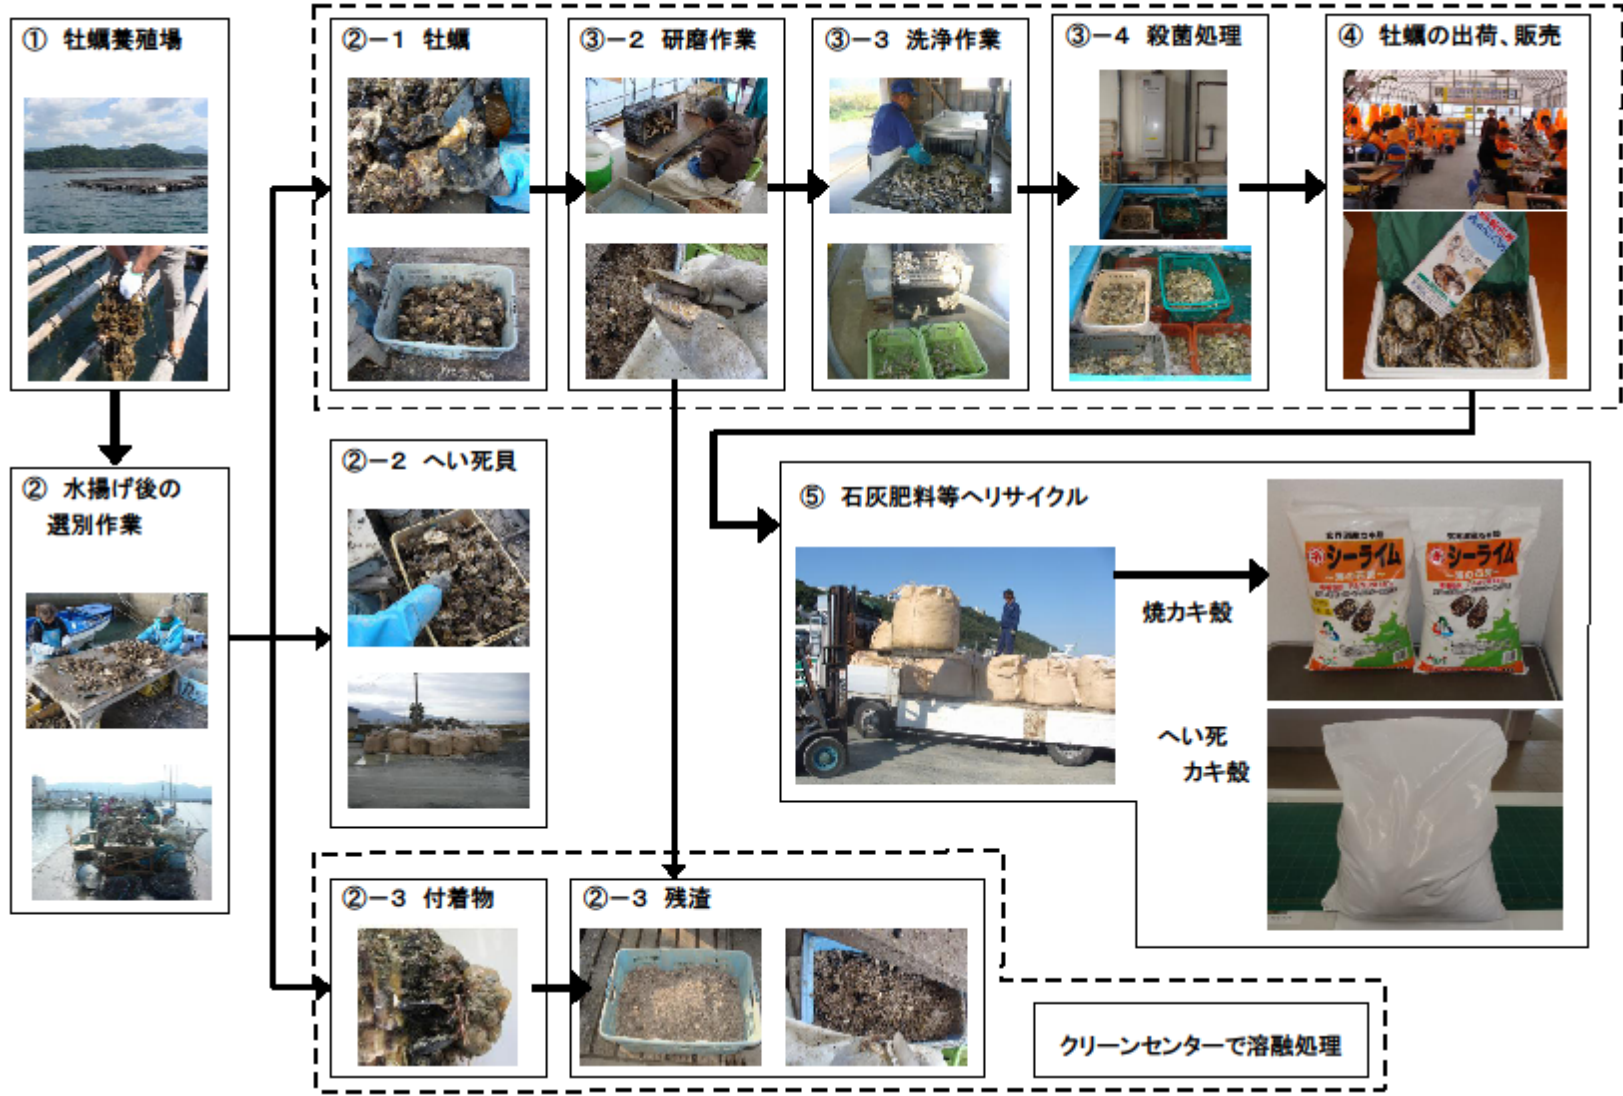 ① 牡蠣養殖場
②－1 牡蠣
③－2 研磨作業
③－3 洗浄作業
③－4 殺菌処理
④ 牡蠣の出荷、販売
② 水揚げ後の
選別作業
②－2 へい死貝
⑤ 石灰肥料等へリサイクル
焼カキ殻
シーライム
シーライム
へい死
カキ殻
②－3 付着物
②－3 残渣
クリーンセンターで溶融処理